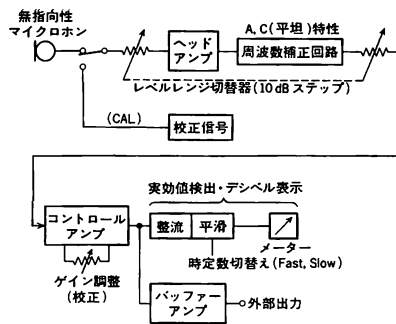 無指向性
マイクロホン
ヘッド
アンプ
A, C(平坦)特性
周波数補正回路
レベルレンジ切替器(10dBステップ)
(CAL)
校正信号
実効値検出・デシベル表示
コントロール
アンプ
整流
平滑
メーター
時定数切替え(Fast, Slow)
ゲイン調整
(校正)
バッファー
アンプ
外部出力